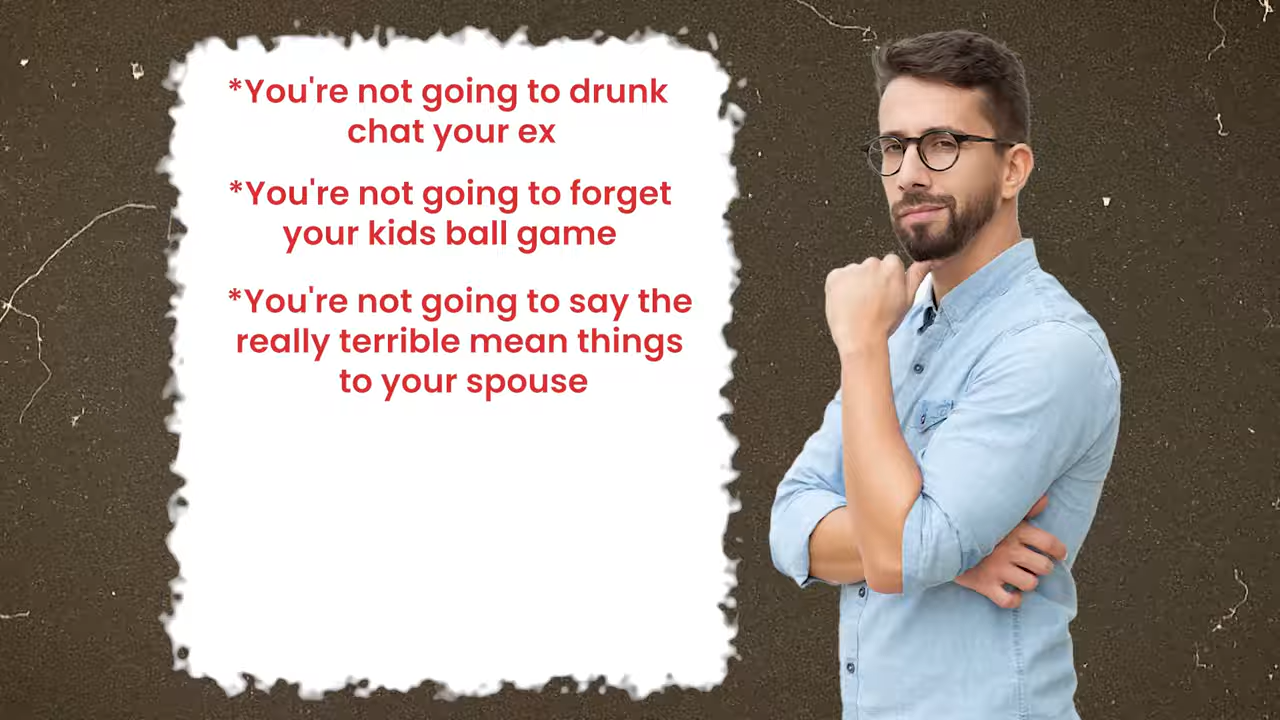 *You're not going to drunk
chat your ex
*You're not going to forget
your kids ball game
*You're not going to say the
really terrible mean things
to your spouse